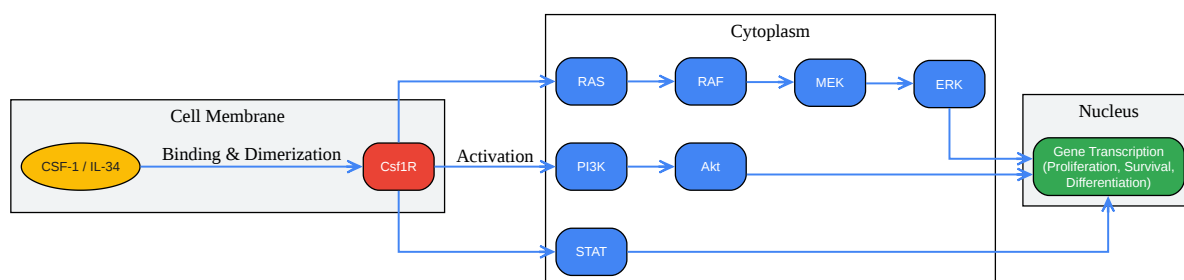 Cell Membrane
CSF-1 / IL-34
Binding & Dimerization
Csf1R
Activation
Cytoplasm
RAS
RAF
MEK
ERK
PI3K
Akt
STAT
Nucleus
Gene Transcription
(Proliferation, Survival,
Differentiation)